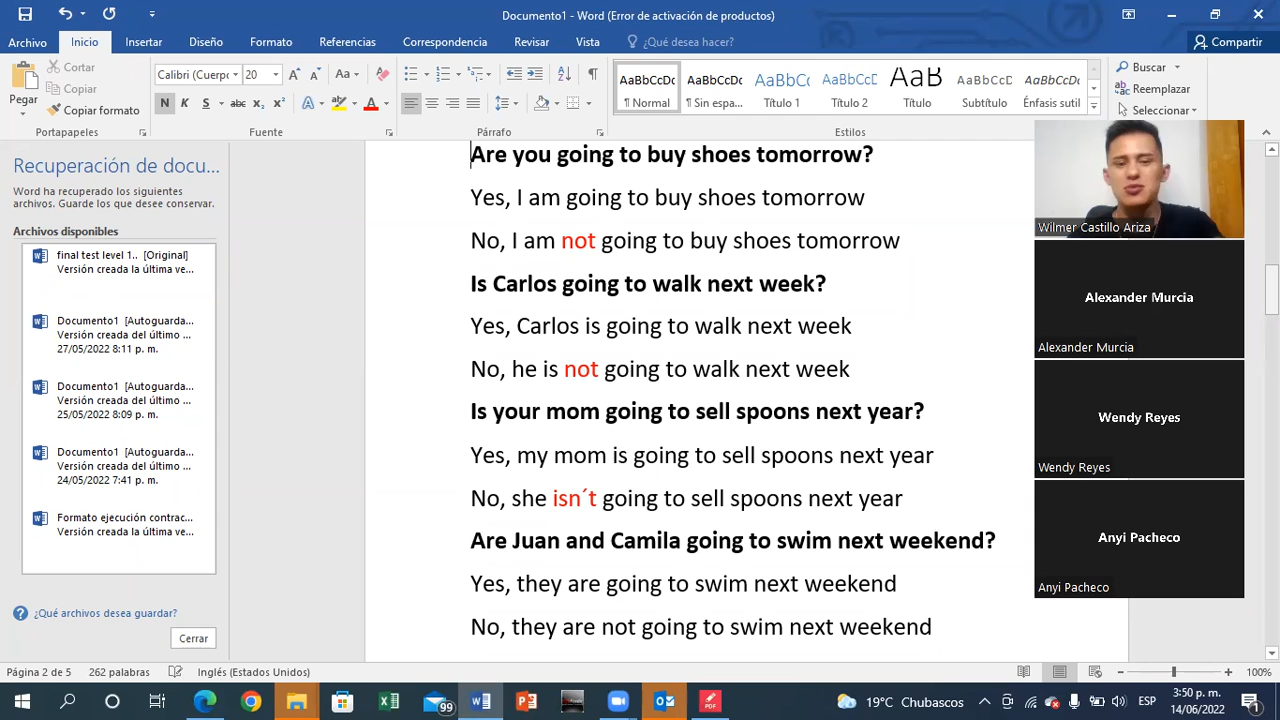 Documento1 - Word (Error de activación de productos)
Archivo Inicio Insertar Diseño Formato Referencias Correspondencia Revisar Vista ¿Qué desea hacer? Compartir
Pegar
Cortar
Copiar
Copiar formato
Portapapeles
Calibri (Cuerpo 20
N K S abc x₂ x²
Fuente
Párrafo
AaBbCcDc AaBbCcDc AaBbCcD AaBbCcD AaB AaBbCcDc AaBbCcDc
¶ Normal ¶ Sin espa... Título 1 Título 2 Título Subtítulo Énfasis sutil
Estilos
Buscar
Reemplazar
Seleccionar
Recuperación de docu...
Word ha recuperado los siguientes
archivos. Guarde los que desee conservar.
Archivos disponibles
final test level 1.. [Original]
Versión creada la última ve...
Documento1 [Autoguarda...
Versión creada del último ...
27/05/2022 8:11 p. m.
Documento1 [Autoguarda...
Versión creada del último ...
25/05/2022 8:09 p. m.
Documento1 [Autoguarda...
Versión creada del último ...
24/05/2022 7:41 p. m.
Formato ejecución contrac...
Versión creada la última ve...
¿Qué archivos desea guardar?
Cerrar
Are you going to buy shoes tomorrow?
Yes, I am going to buy shoes tomorrow
No, I am not going to buy shoes tomorrow
Is Carlos going to walk next week?
Yes, Carlos is going to walk next week
No, he is not going to walk next week
Is your mom going to sell spoons next year?
Yes, my mom is going to sell spoons next year
No, she isn´t going to sell spoons next year
Are Juan and Camila going to swim next weekend?
Yes, they are going to swim next weekend
No, they are not going to swim next weekend
Wilmer Castillo Ariza
Alexander Murcia
Alexander Murcia
Wendy Reyes
Wendy Reyes
Anyi Pacheco
Anyi Pacheco
Página 2 de 5 262 palabras Inglés (Estados Unidos) 100%
99
19°C Chubascos
ESP
3:50 p. m.
14/06/2022
1